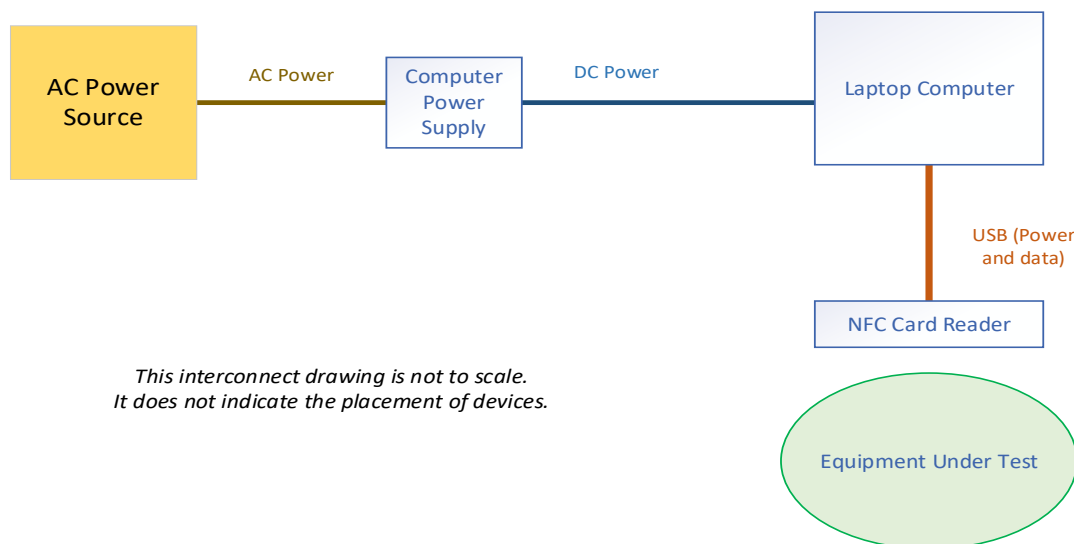 AC Power
Source
AC Power
Computer
Power
Supply
DC Power
Laptop Computer
USB (Power
and data)
NFC Card Reader
This interconnect drawing is not to scale.
It does not indicate the placement of devices.
Equipment Under Test